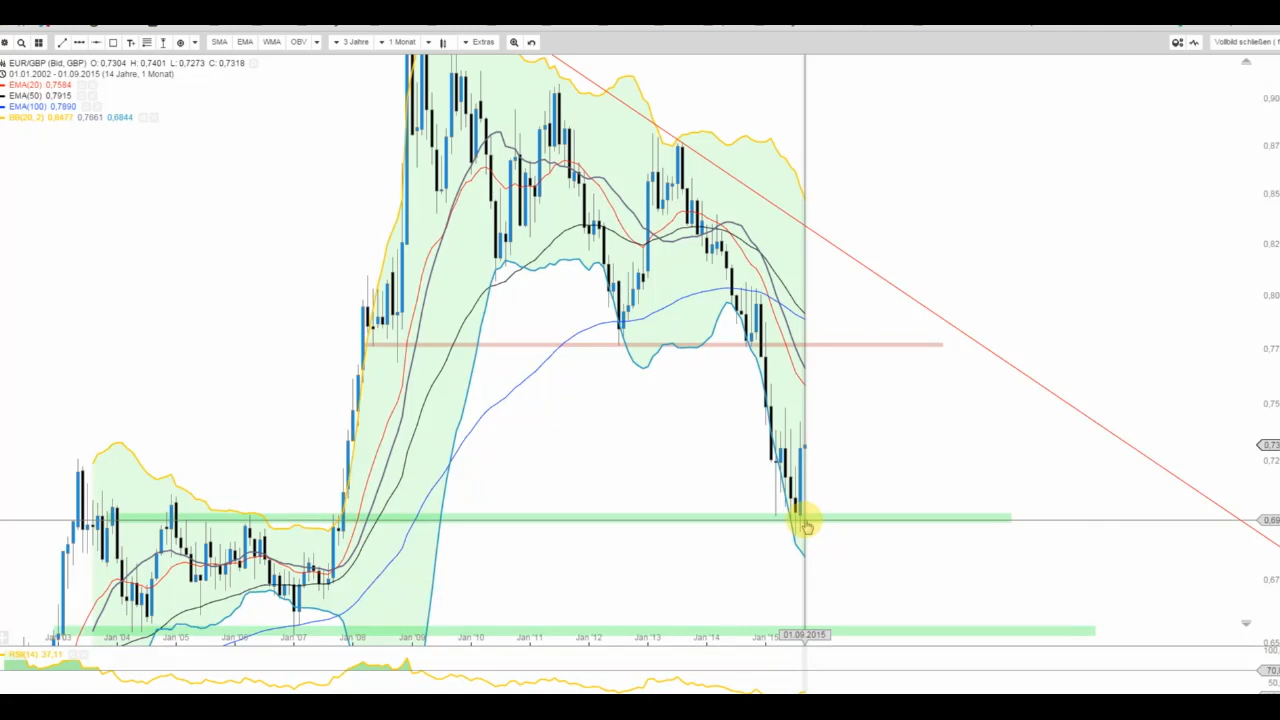 SMA EMA WMA OBV 3 Jahre 1 Monat Extras Vollbild schließen ( f
EUR/GBP (Bid, GBP) O: 0,7304 H: 0,7401 L: 0,7273 C: 0,7318
01.01.2002 - 01.09.2015 (14 Jahre, 1 Monat)
EMA(20) 0,7584
EMA(50) 0,7915
EMA(100) 0,7890
BB(20, 2) 0,8477 0,7661 0,6844
0,90
0,87
0,85
0,82
0,80
0,77
0,75
0,73
0,72
0,69
0,67
0,65
Jan '03 Jan '04 Jan '05 Jan '06 Jan '07 Jan '08 Jan '09 Jan '10 Jan '11 Jan '12 Jan '13 Jan '14 Jan '15 01.09.2015
RSI(14) 37,11
100,
70,
50,